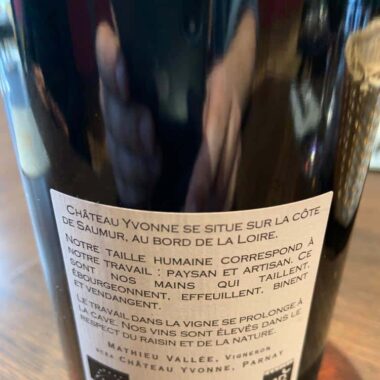 CHÂTEAU YVONNE SE SITUE SUR LA CÔTE
DE SAUMUR, AU BORD DE LA LOIRE.
NOTRE TAILLE HUMAINE CORRESPOND À
NOTRE TRAVAIL : PAYSAN ET ARTISAN. CE
SONT NOS MAINS QUI TAILLENT,
ÉBOURGEONNENT, EFFEUILLENT, BINENT
ET VENDANGENT.
LE TRAVAIL DANS LA VIGNE SE PROLONGE À
LA CAVE. NOS VINS SONT ÉLEVÉS DANS LE
RESPECT DU RAISIN ET DE LA NATURE.
MATHIEU VALLÉE, VIGNERON
CHÂTEAU YVONNE, PARNAY